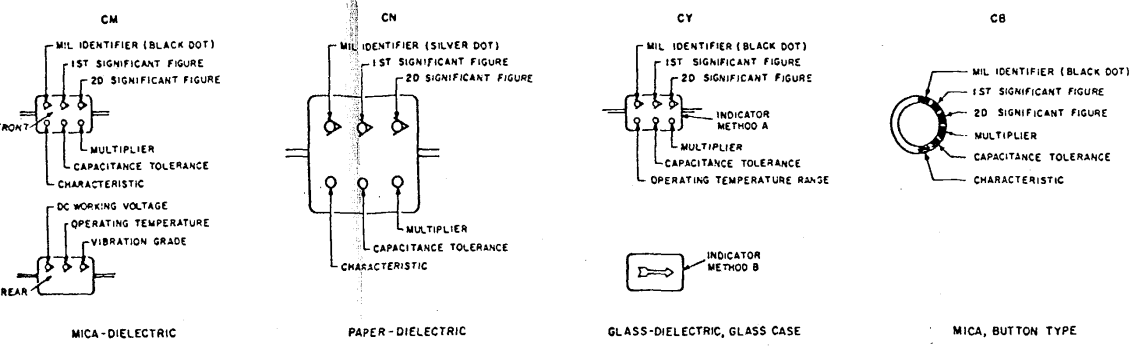 CM
MIL IDENTIFIER (BLACK DOT)
1ST SIGNIFICANT FIGURE
2D SIGNIFICANT FIGURE
FRONT
MULTIPLIER
CAPACITANCE TOLERANCE
CHARACTERISTIC
DC WORKING VOLTAGE
OPERATING TEMPERATURE
VIBRATION GRADE
REAR
MICA-DIELECTRIC
CN
MIL IDENTIFIER (SILVER DOT)
1ST SIGNIFICANT FIGURE
2D SIGNIFICANT FIGURE
MULTIPLIER
CAPACITANCE TOLERANCE
CHARACTERISTIC
PAPER-DIELECTRIC
CY
MIL IDENTIFIER (BLACK DOT)
1ST SIGNIFICANT FIGURE
2D SIGNIFICANT FIGURE
INDICATOR
METHOD A
MULTIPLIER
CAPACITANCE TOLERANCE
OPERATING TEMPERATURE RANGE
INDICATOR
METHOD B
GLASS-DIELECTRIC, GLASS CASE
CB
MIL IDENTIFIER (BLACK DOT)
1ST SIGNIFICANT FIGURE
2D SIGNIFICANT FIGURE
MULTIPLIER
CAPACITANCE TOLERANCE
CHARACTERISTIC
MICA, BUTTON TYPE